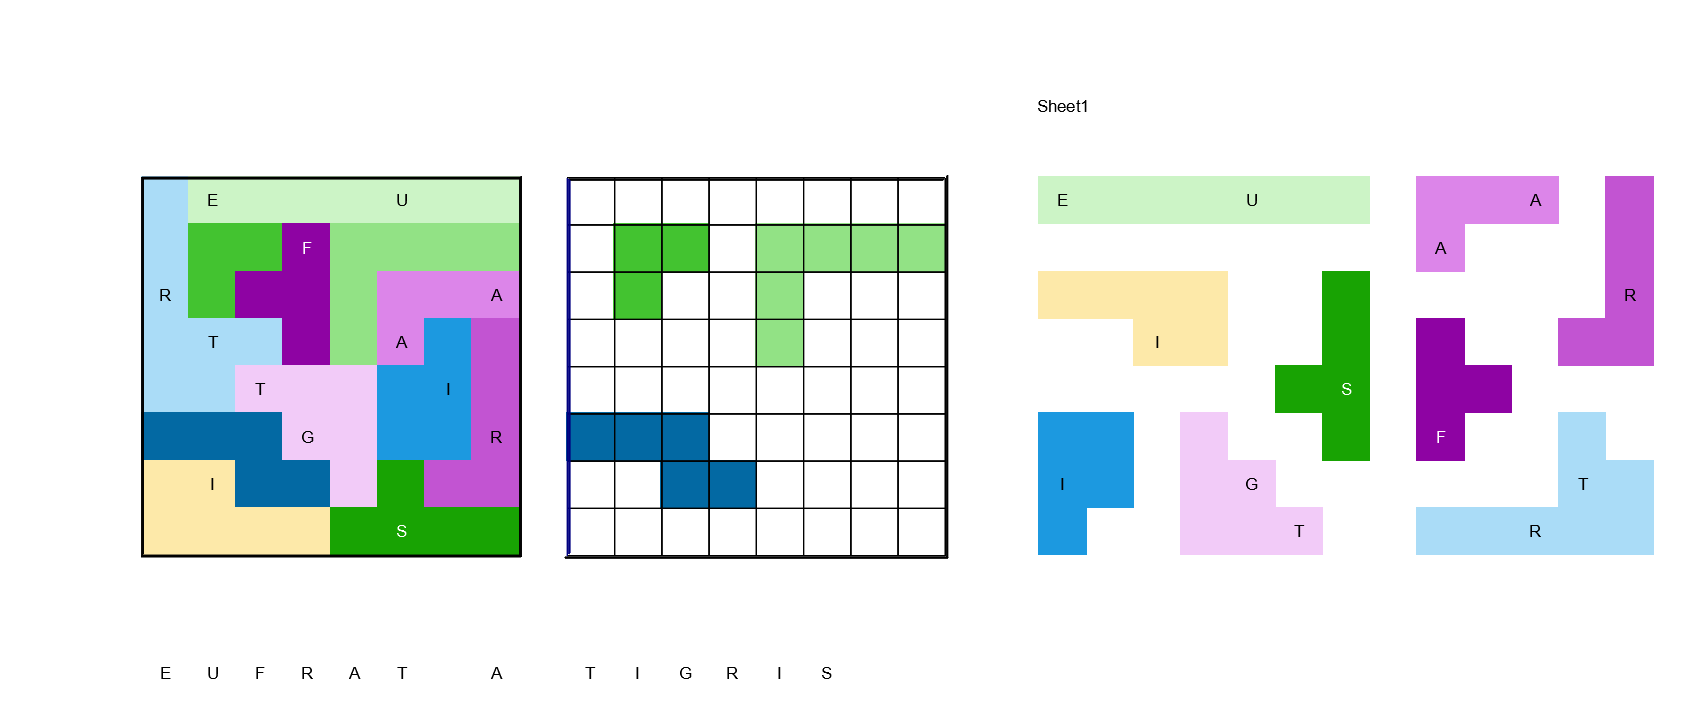 Sheet1
E U E U A
F A
R A R
T A I
T I S
G R F
I I G T
S T R
E U F R A T A T I G R I S